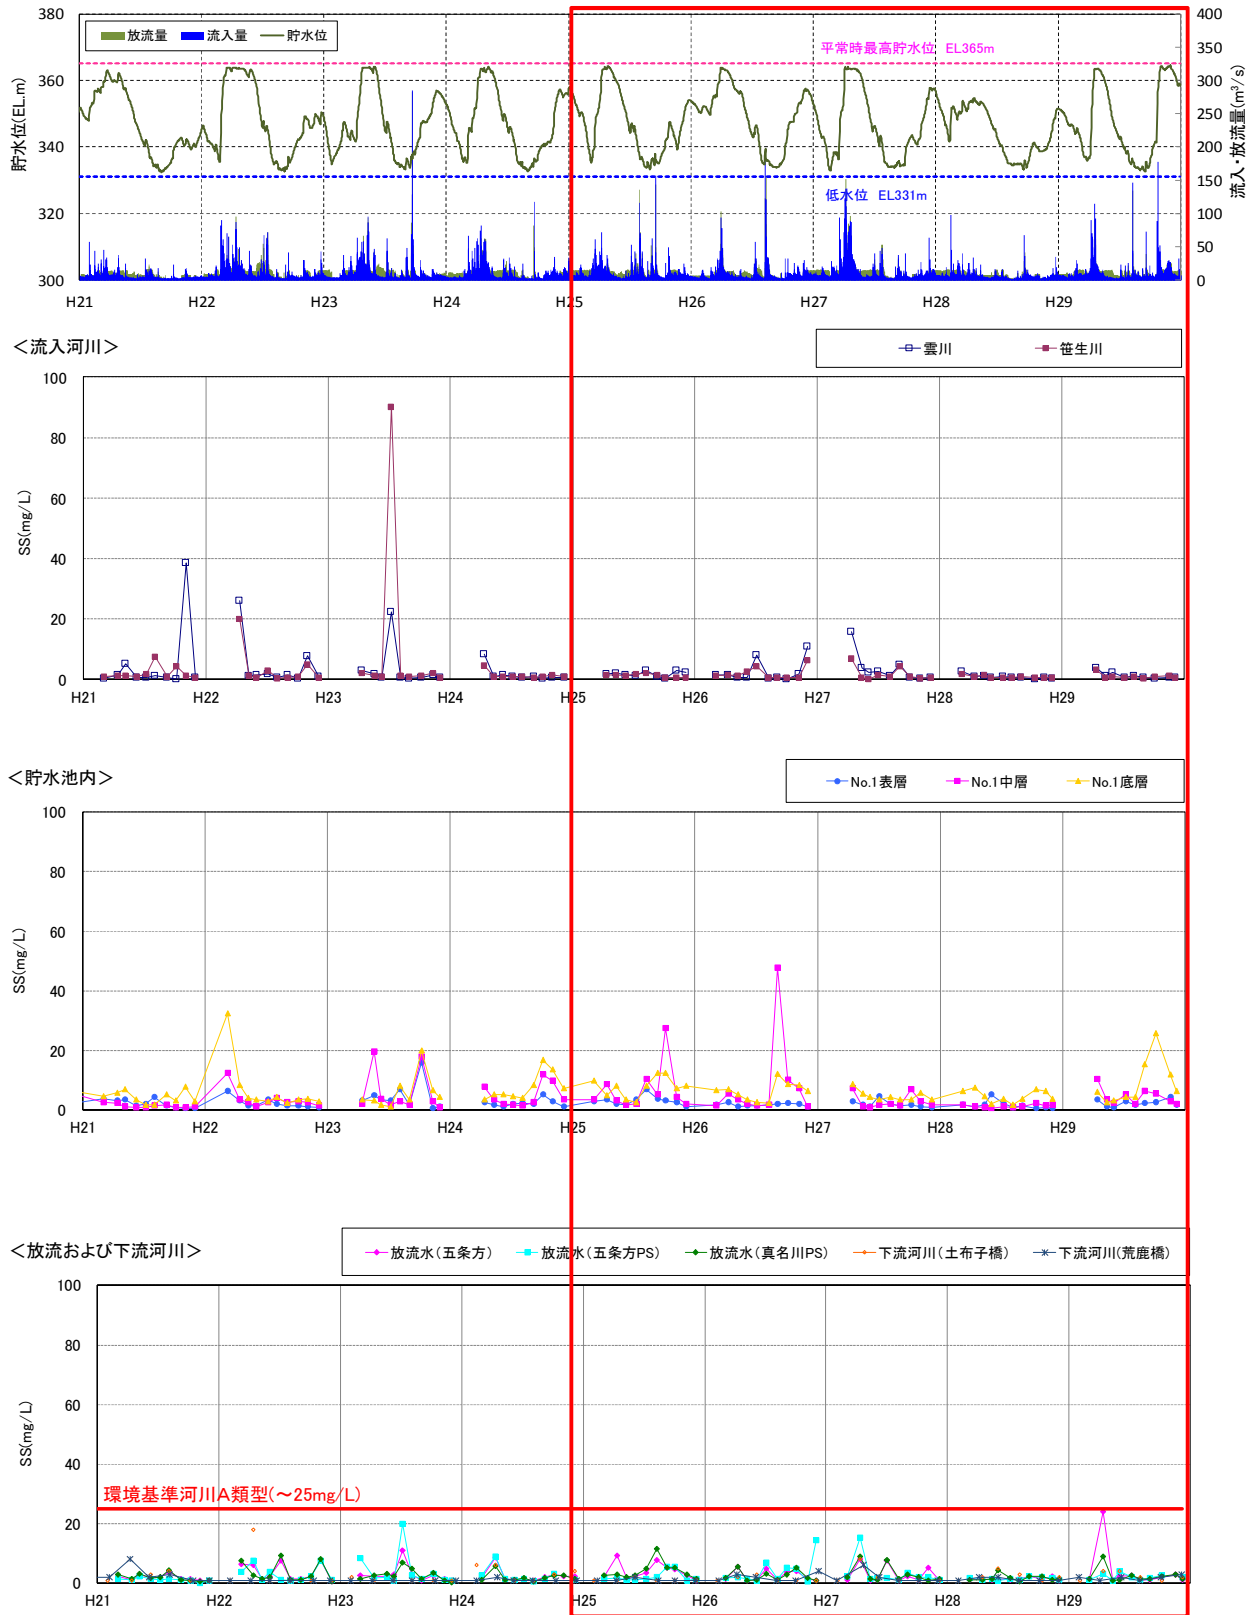 380
360
340
320
300
貯水位(EL.m)
放流量 流入量 貯水位
平常時最高貯水位 EL365m
低水位 EL331m
400
350
300
250
200
150
100
50
0
流入・放流量(m³/s)
H21 H22 H23 H24 H25 H26 H27 H28 H29
＜流入河川＞
雲川 笹生川
100
80
60
40
20
0
SS(mg/L)
H21 H22 H23 H24 H25 H26 H27 H28 H29
＜貯水池内＞
No.1表層 No.1中層 No.1底層
100
80
60
40
20
0
SS(mg/L)
H21 H22 H23 H24 H25 H26 H27 H28 H29
＜放流および下流河川＞
放流水(五条方) 放流水(五条方PS) 放流水(真名川PS) 下流河川(土布子橋) 下流河川(荒鹿橋)
100
80
60
40
20
0
SS(mg/L)
環境基準河川A類型(～25mg/L)
H21 H22 H23 H24 H25 H26 H27 H28 H29